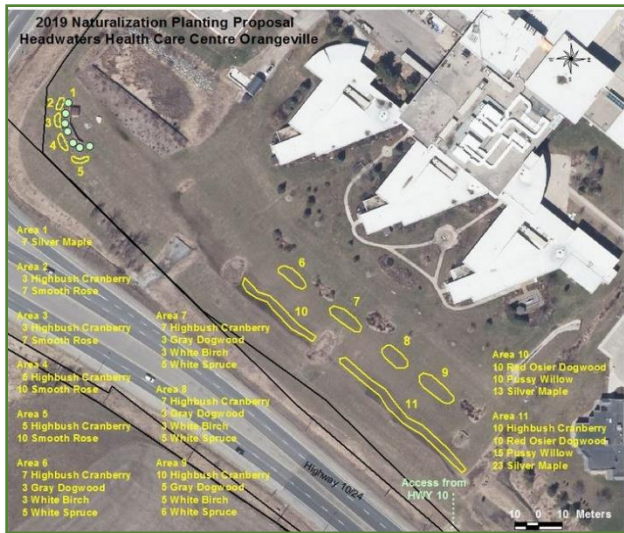 2019 Naturalization Planting Proposal
Headwaters Health Care Centre Orangeville
1
2
3
4
5
6
7
8
9
10
11
Area 1
7 Silver Maple
Area 2
3 Highbush Cranberry
7 Smooth Rose
Area 3
3 Highbush Cranberry
7 Smooth Rose
Area 4
5 Highbush Cranberry
10 Smooth Rose
Area 5
5 Highbush Cranberry
10 Smooth Rose
Area 6
7 Highbush Cranberry
3 Gray Dogwood
3 White Birch
5 White Spruce
Area 7
7 Highbush Cranberry
3 Gray Dogwood
3 White Birch
5 White Spruce
Area 8
7 Highbush Cranberry
3 Gray Dogwood
3 White Birch
5 White Spruce
Area 9
10 Highbush Cranberry
5 Gray Dogwood
5 White Birch
6 White Spruce
Area 10
10 Red Osier Dogwood
10 Pussy Willow
13 Silver Maple
Area 11
10 Highbush Cranberry
10 Red Osier Dogwood
15 Pussy Willow
23 Silver Maple
Highway 10/24
Access from
HWY 10
10 0 10 Meters